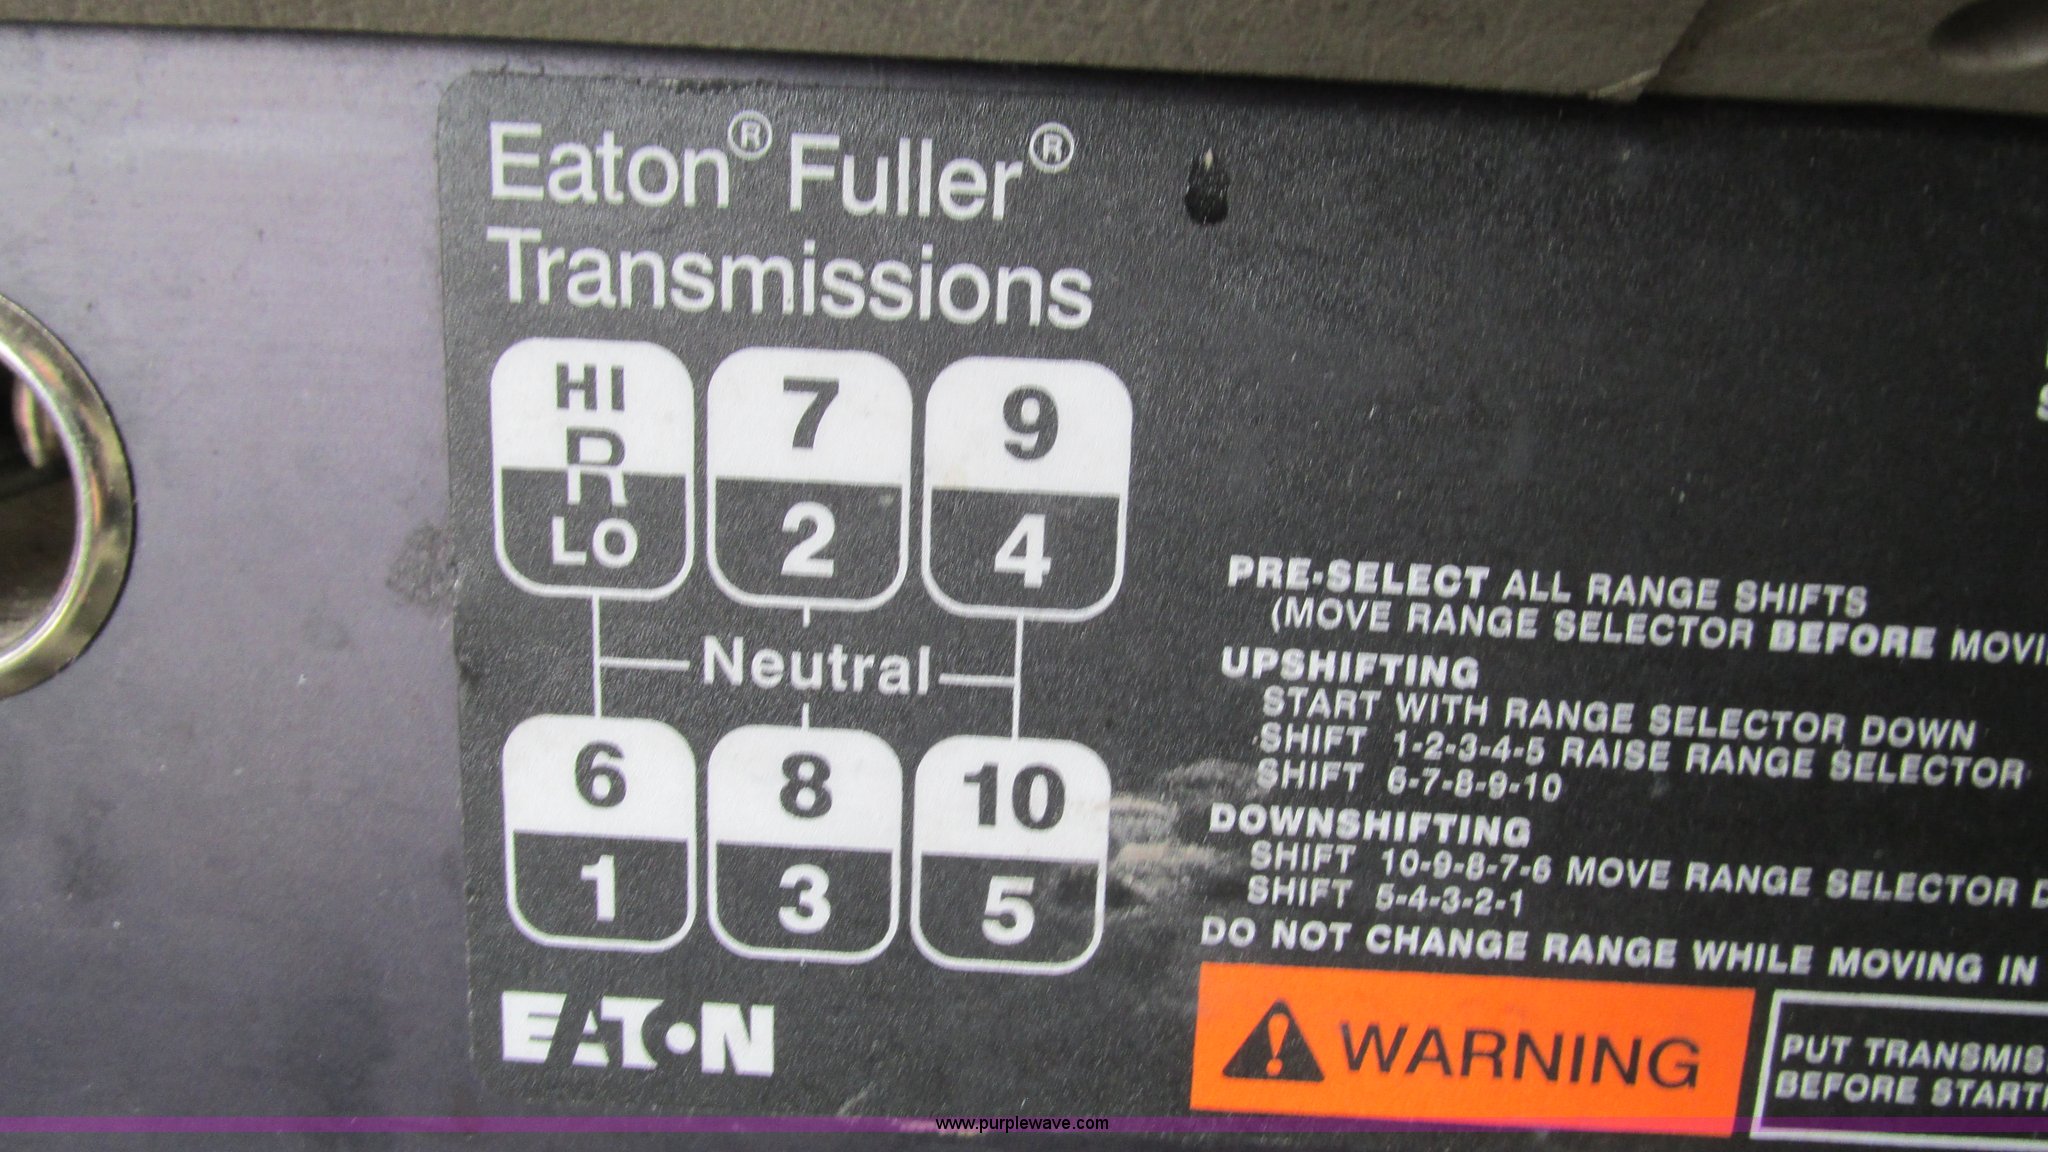 Eaton® Fuller®
Transmissions
HI
R
LO
7
2
9
4
Neutral
6
1
8
3
10
5
EATON
PRE-SELECT ALL RANGE SHIFTS
(MOVE RANGE SELECTOR BEFORE
UPSHIFTING
START WITH RANGE SELECTOR DOWN
SHIFT 1-2-3-4-5 RAISE RANGE SELECTOR
SHIFT 6-7-8-9-10
DOWNSHIFTING
SHIFT 10-9-8-7-6 MOVE RANGE SELECTOR
SHIFT 5-4-3-2-1
DO NOT CHANGE RANGE WHILE MOVING IN
WARNING
PUT
BEFORE
www.purplewave.com